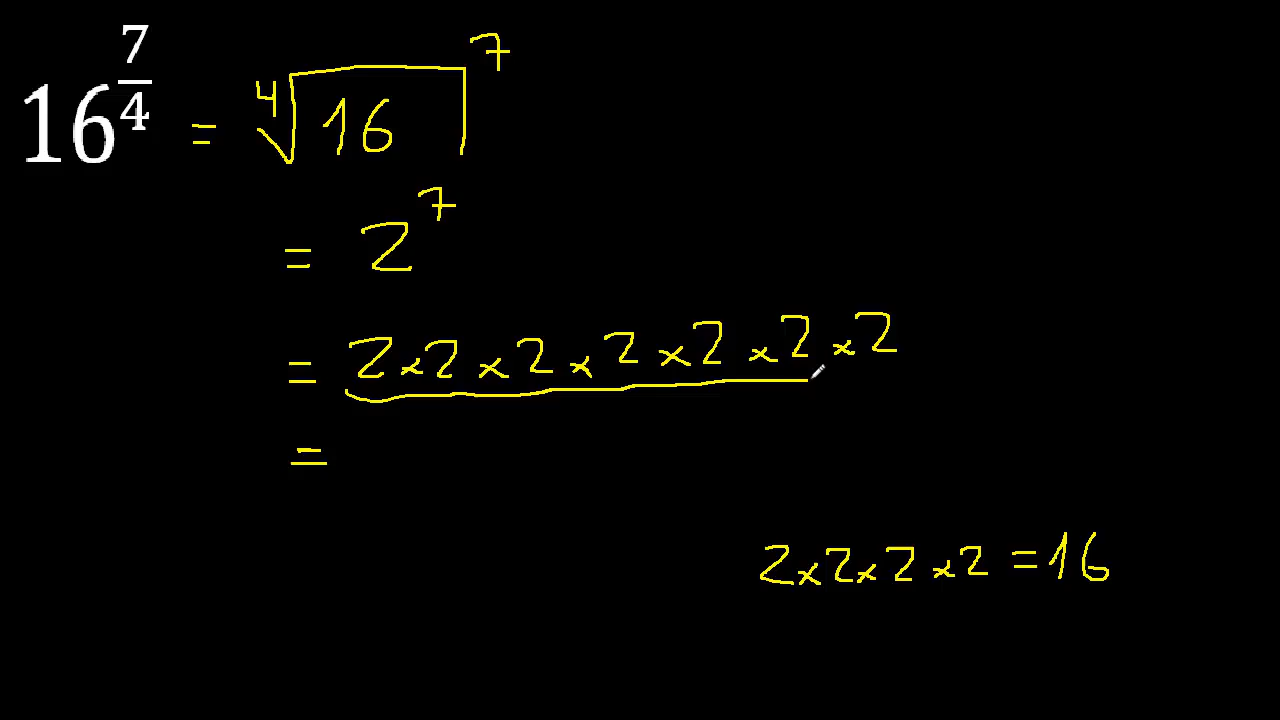 16^(7/4) = ∜16^7
= 2^7
= 2 × 2 × 2 × 2 × 2 × 2 × 2
=
2 × 2 × 2 × 2 = 16